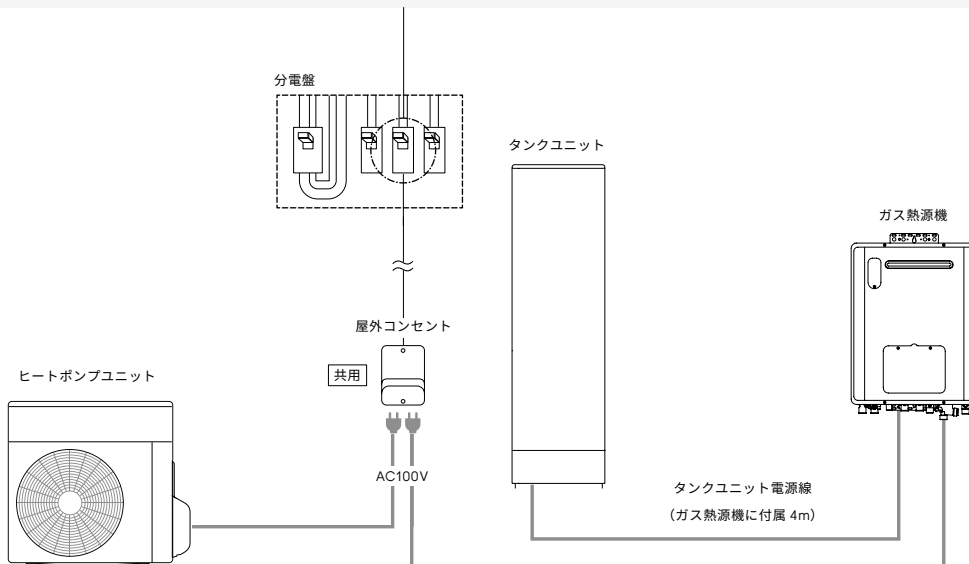 分電盤
タンクユニット
ガス熱源機
屋外コンセント
共用
ヒートポンプユニット
AC100V
タンクユニット電源線
（ガス熱源機に付属 4m）